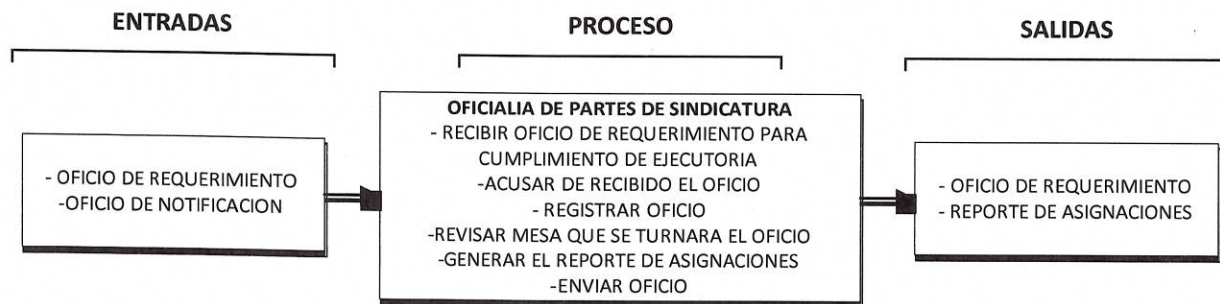 ENTRADAS
- OFICIO DE REQUERIMIENTO
-OFICIO DE NOTIFICACION
PROCESO
OFICIALIA DE PARTES DE SINDICATURA
- RECIBIR OFICIO DE REQUERIMIENTO PARA
CUMPLIMIENTO DE EJECUTORIA
-ACUSAR DE RECIBIDO EL OFICIO
- REGISTRAR OFICIO
-REVISAR MESA QUE SE TURNARA EL OFICIO
-GENERAR EL REPORTE DE ASIGNACIONES
-ENVIAR OFICIO
SALIDAS
- OFICIO DE REQUERIMIENTO
- REPORTE DE ASIGNACIONES